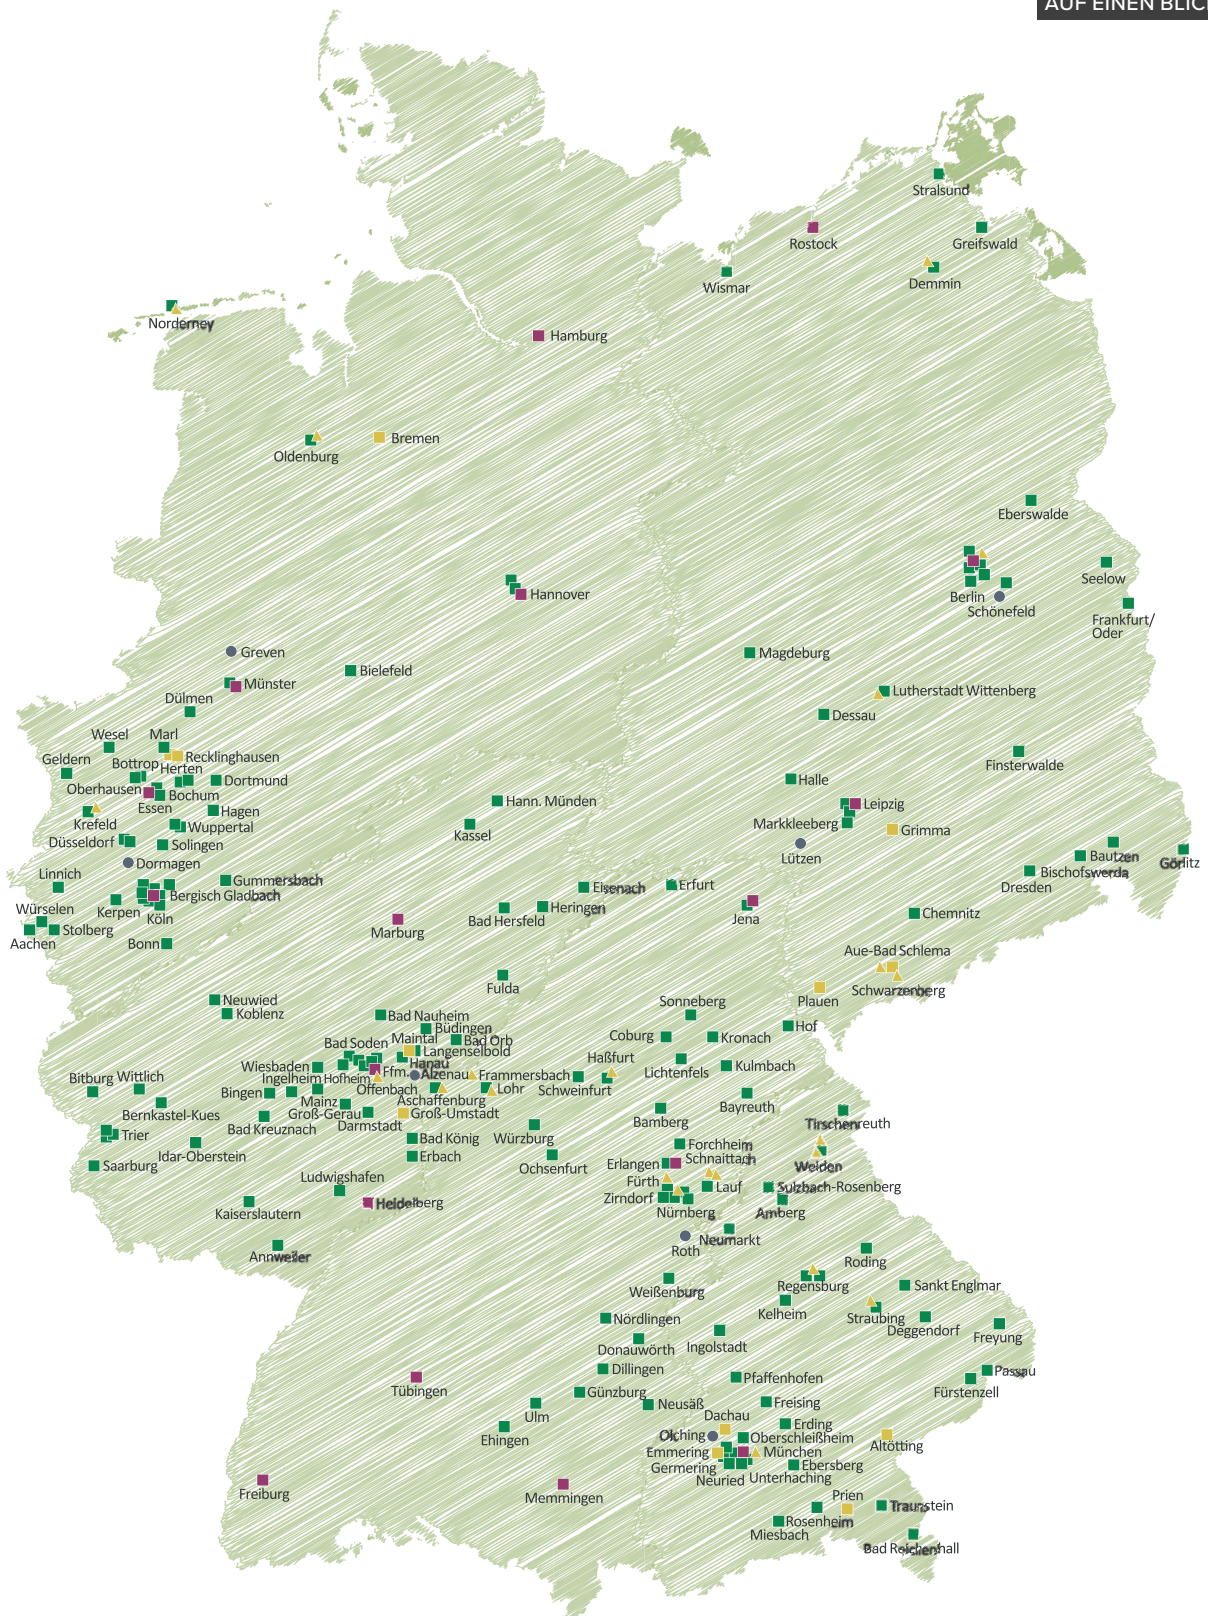 AUF EINEN BLIC
Stralsund
Rostock
Greifswald
Demmin
Wismar
Norderney
Hamburg
Bremen
Oldenburg
Eberswalde
Seelow
Hannover
Berlin
Schönefeld
Frankfurt/
Oder
Greven
Magdeburg
Bielefeld
Münster
Lutherstadt Wittenberg
Dülmen
Dessau
Wesel
Marl
Recklinghausen
Geldern
Bottrop
Herten
Finsterwalde
Halle
Dortmund
Oberhausen
Bochum
Hann. Münden
Leipzig
Essen
Hagen
Krefeld
Wuppertal
Kassel
Markkleeberg
Grimma
Düsseldorf
Solingen
Lützen
Bautzen
Görlitz
Dormagen
Bischofswerda
Linnich
Gummersbach
Eisenach
Erfurt
Dresden
Bergisch Gladbach
Kerpen
Köln
Würselen
Heringen
Bad Hersfeld
Jena
Chemnitz
Stolberg
Marburg
Aachen
Bonn
Aue-Bad Schlema
Fulda
Schwarzenberg
Plauen
Neuwied
Koblenz
Sonneberg
Bad Nauheim
Büdingen
Hof
Coburg
Kronach
Maintal
Bad Orb
Bad Soden
Langenselbold
Haßfurt
Hanau
Wiesbaden
Ffm.
Alzenau
Frammersbach
Lichtenfels
Kulmbach
Bitburg
Wittlich
Ingelheim
Hofheim
Offenbach
Lohr
Schweinfurt
Bingen
Mainz
Aschaffenburg
Bayreuth
Bernkastel-Kues
Groß-Gerau
Groß-Umstadt
Bad Kreuznach
Darmstadt
Bamberg
Tirschenreuth
Trier
Bad König
Würzburg
Idar-Oberstein
Erbach
Forchheim
Schnaittach
Saarburg
Ochsenfurt
Erlangen
Weiden
Ludwigshafen
Fürth
Lauf
Sulzbach-Rosenberg
Kaiserslautern
Heidelberg
Zirndorf
Nürnberg
Amberg
Annweiler
Roth
Neumarkt
Roding
Weißenburg
Regensburg
Sankt Englmar
Kelheim
Nördlingen
Straubing
Deggendorf
Freyung
Donauwörth
Ingolstadt
Dillingen
Pfaffenhofen
Passau
Tübingen
Günzburg
Fürstenzell
Neusäß
Freising
Ulm
Dachau
Erding
Ehingen
Olching
Oberschleißheim
Altötting
Emmering
München
Germering
Ebersberg
Neuried
Unterhaching
Freiburg
Memmingen
Prien
Traunstein
Rosenheim
Miesbach
Bad Reichenhall